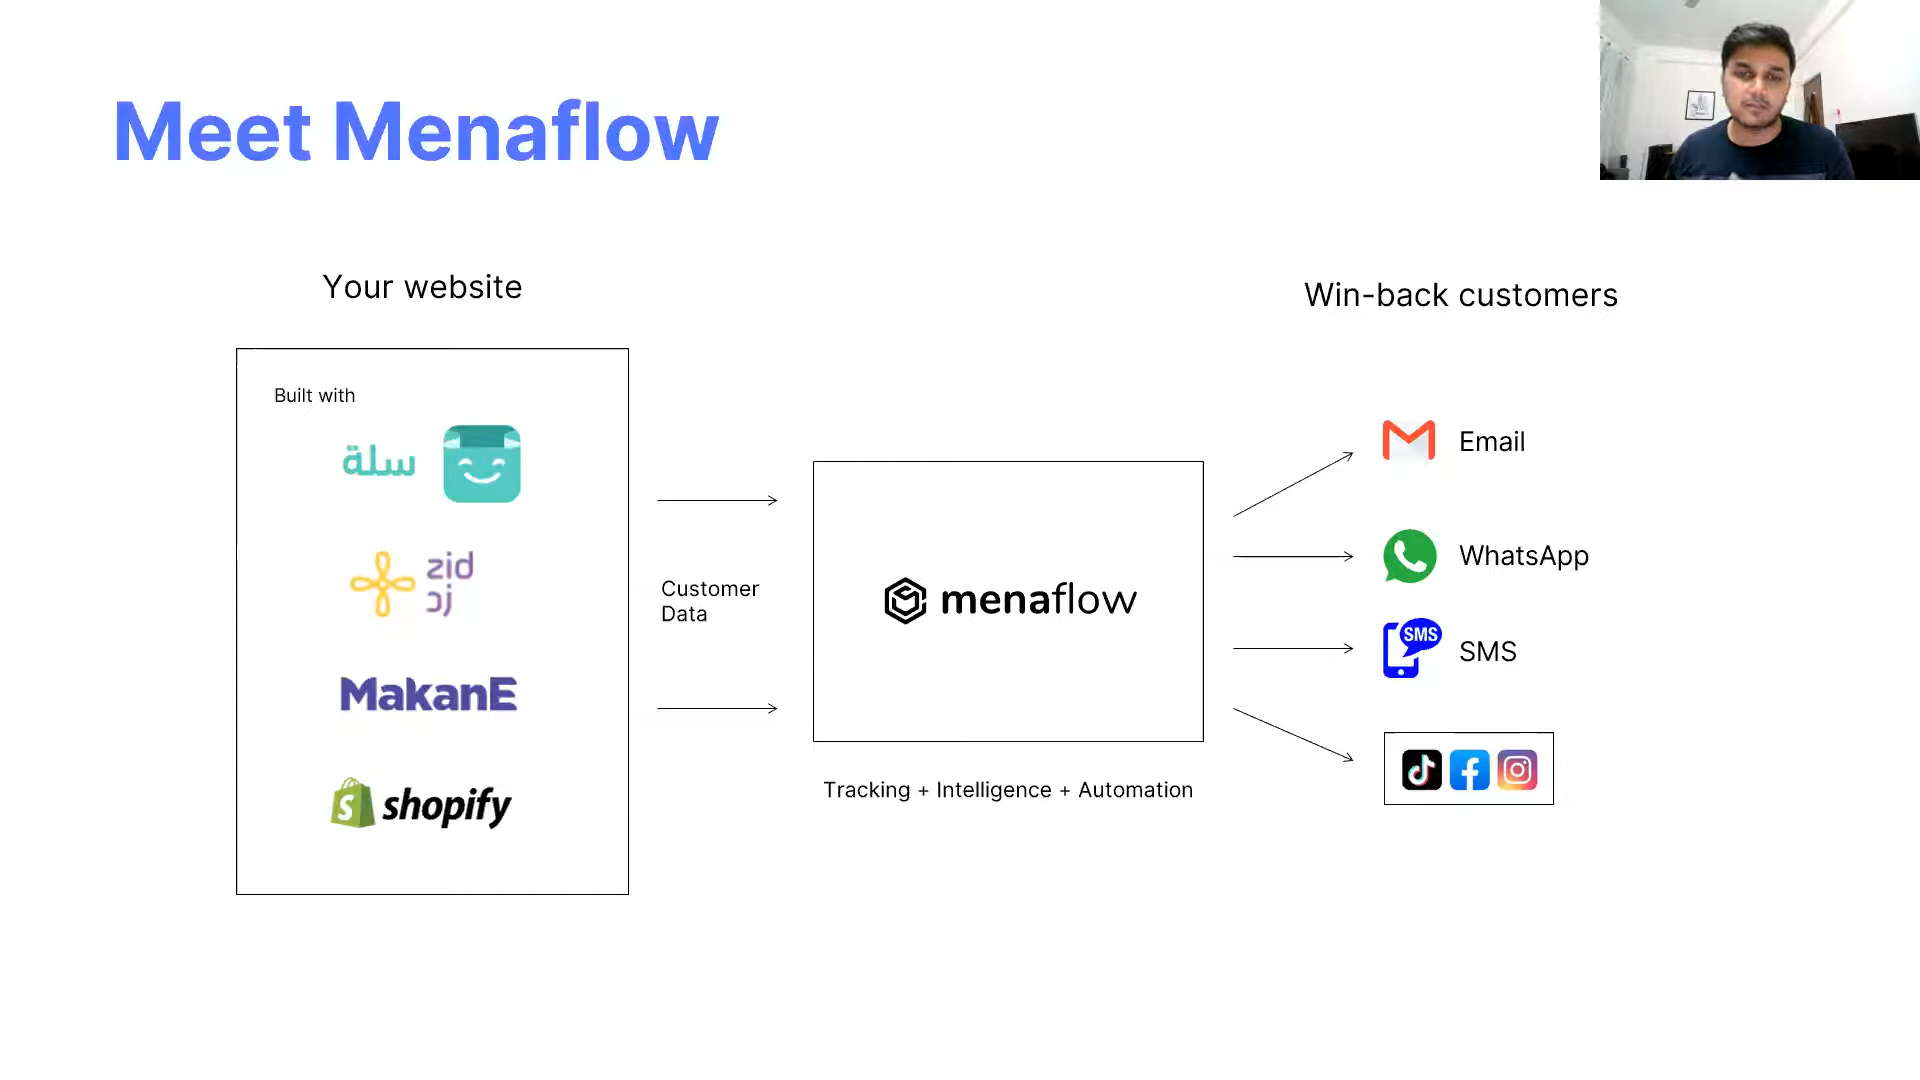 Meet Menaflow
Your website
Built with
سلة
zid
زد
MakanE
shopify
Customer
Data
menaflow
Tracking + Intelligence + Automation
Win-back customers
Email
WhatsApp
SMS
SMS